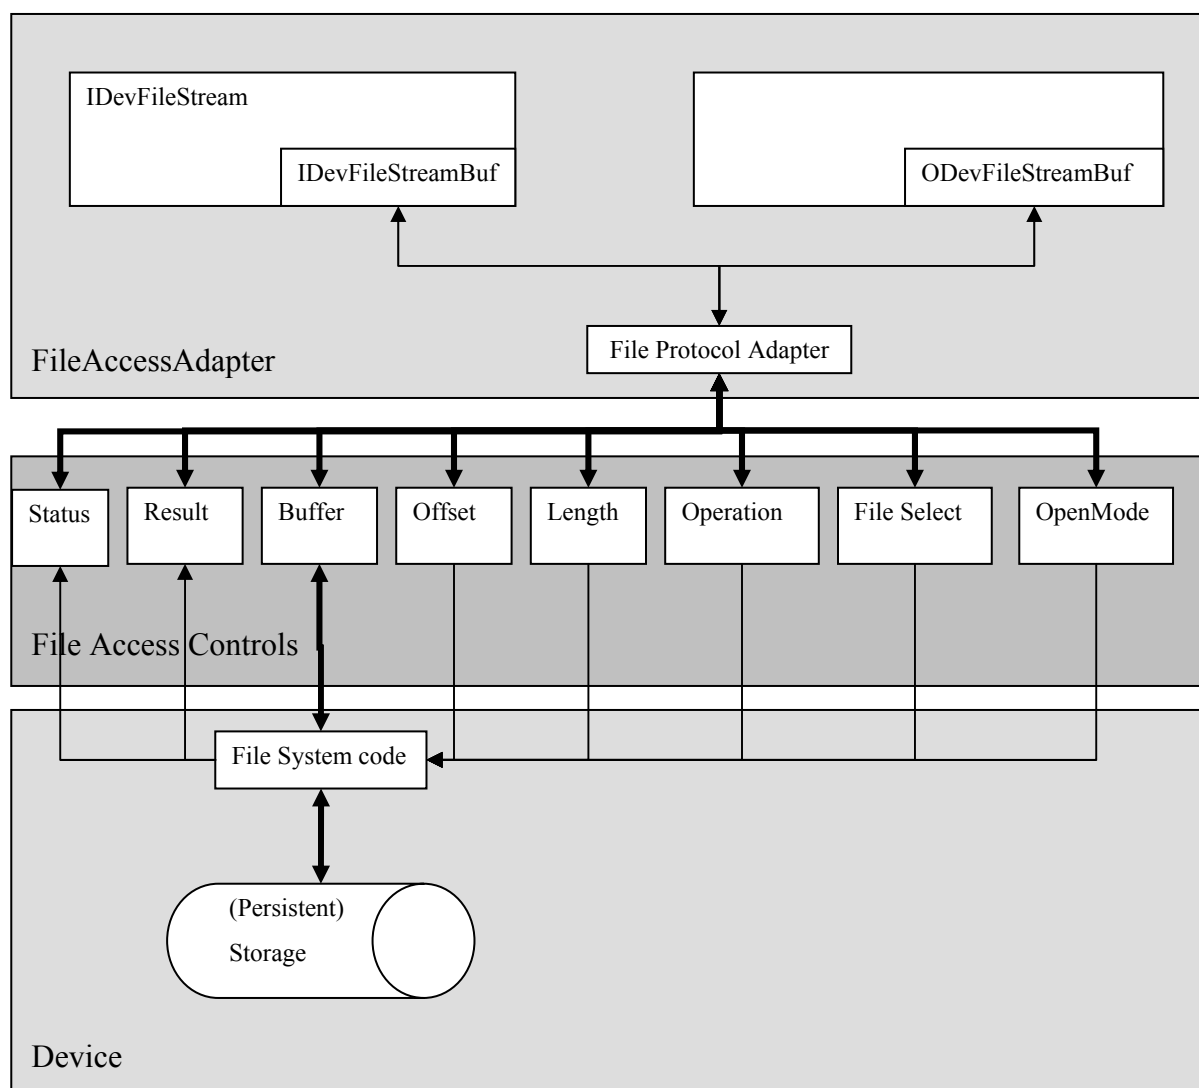 IDevFileStream
IDevFileStreamBuf
ODevFileStreamBuf
File Protocol Adapter
FileAccessAdapter
Status
Result
Buffer
Offset
Length
Operation
File Select
OpenMode
File Access Controls
File System code
(Persistent)
Storage
Device